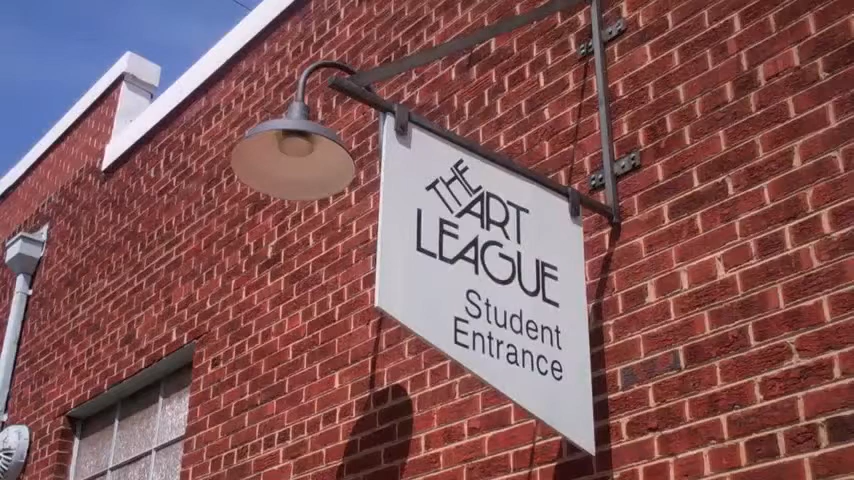 THE
ART
LEAGUE
Student
Entrance